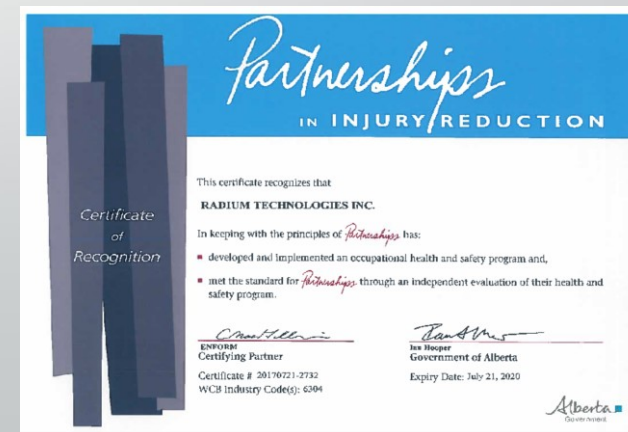 Partnerships
IN INJURY/REDUCTION
Certificate
of
Recognition
This certificate recognizes that
RADIUM TECHNOLOGIES INC.
In keeping with the principles of Partnerships has:
developed and implemented an occupational health and safety program and,
met the standard for Partnerships through an independent evaluation of their health and
safety program.
ENFORM
Certifying Partner
Certificate # 20170721-2732
WCB Industry Code(s): 6304
Ian Hooper
Government of Alberta
Expiry Date: July 21, 2020
Alberta
Government